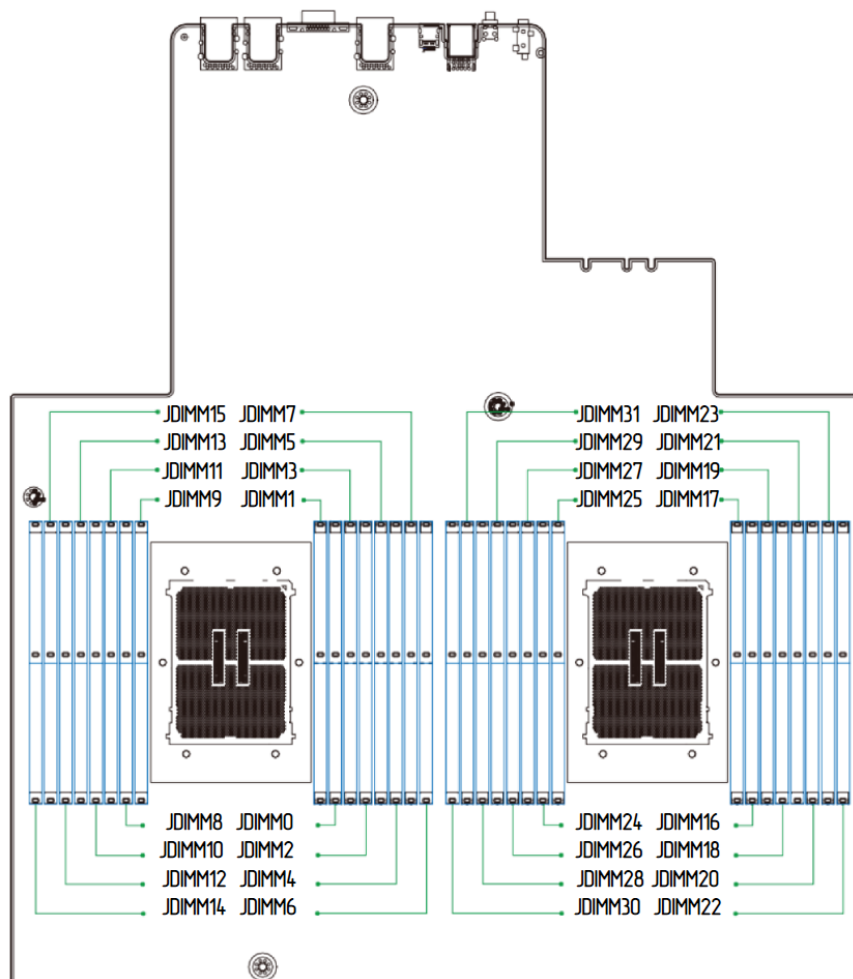 JDIMM15 JDIMM7 JDIMM31 JDIMM23
JDIMM13 JDIMM5 JDIMM29 JDIMM21
JDIMM11 JDIMM3 JDIMM27 JDIMM19
JDIMM9 JDIMM1 JDIMM25 JDIMM17
JDIMM8 JDIMM0 JDIMM24 JDIMM16
JDIMM10 JDIMM2 JDIMM26 JDIMM18
JDIMM12 JDIMM4 JDIMM28 JDIMM20
JDIMM14 JDIMM6 JDIMM30 JDIMM22